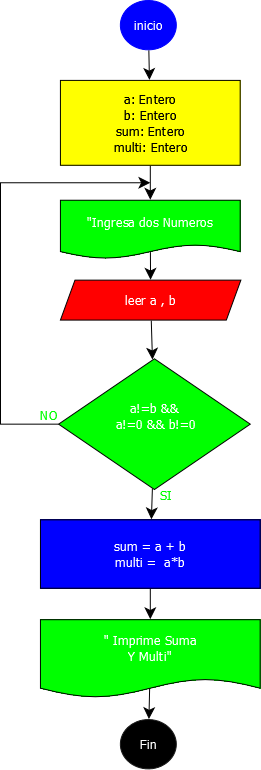 inicio
a: Entero
b: Entero
sum: Entero
multi: Entero
"Ingresa dos Numeros
leer a , b
a!=b &&
a!=0 && b!=0
NO
SI
sum = a + b
multi =  a*b
" Imprime Suma
Y Multi"
Fin